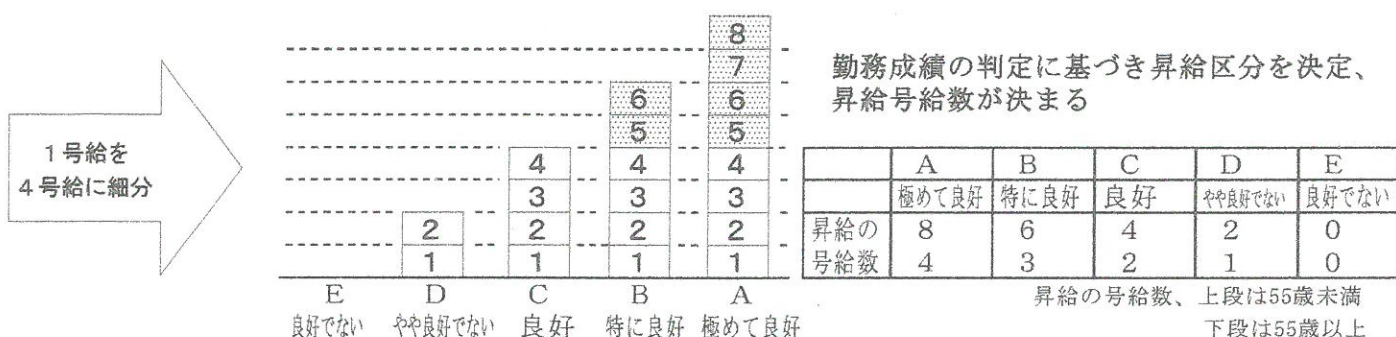 1号給を
4号給に細分
8
7
6 6
5 5
4 4 4
3 3 3
2 2 2 2
1 1 1 1
E D C B A
良好でない やや良好でない 良好 特に良好 極めて良好
勤務成績の判定に基づき昇給区分を決定、
昇給号給数が決まる
A B C D E
極めて良好 特に良好 良好 やや良好でない 良好でない
昇給の 8 6 4 2 0
号給数 4 3 2 1 0
昇給の号給数、上段は55歳未満
下段は55歳以上